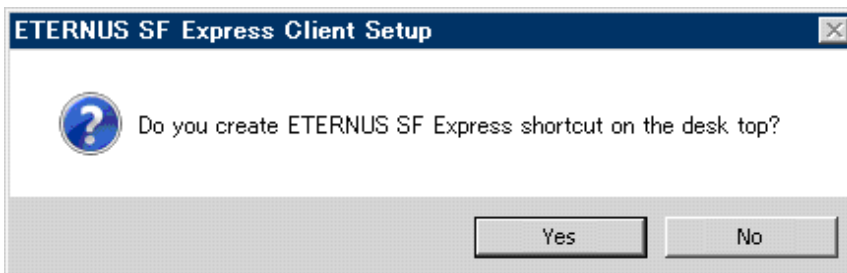 ETERNUS SF Express Client Setup
Do you create ETERNUS SF Express shortcut on the desk top?
Yes No